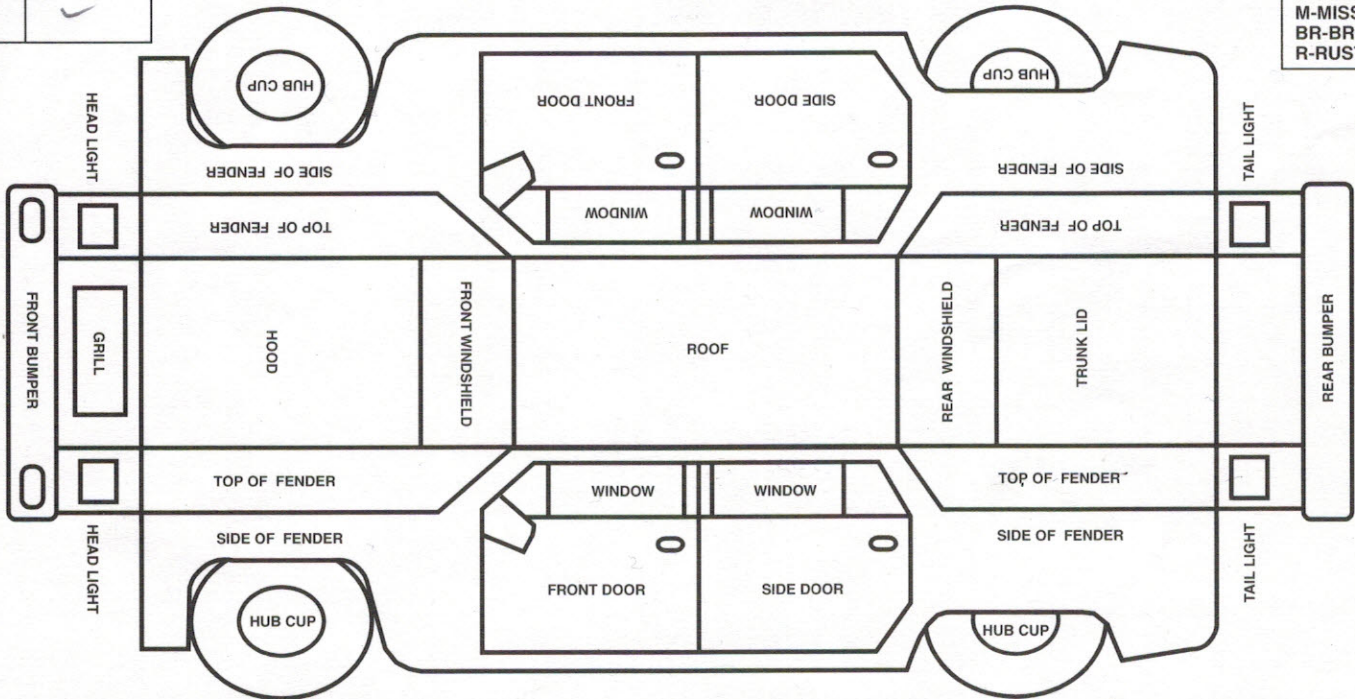 M-MISS
BR-BR
R-RUS
HUB CUP
HUB CUP
HEAD LIGHT
FRONT DOOR
SIDE DOOR
TAIL LIGHT
SIDE OF FENDER
SIDE OF FENDER
TOP OF FENDER
WINDOW
WINDOW
TOP OF FENDER
FRONT BUMPER
GRILL
HOOD
FRONT WINDSHIELD
ROOF
REAR WINDSHIELD
TRUNK LID
REAR BUMPER
TOP OF FENDER
WINDOW
WINDOW
TOP OF FENDER
SIDE OF FENDER
SIDE OF FENDER
HEAD LIGHT
FRONT DOOR
SIDE DOOR
TAIL LIGHT
HUB CUP
HUB CUP